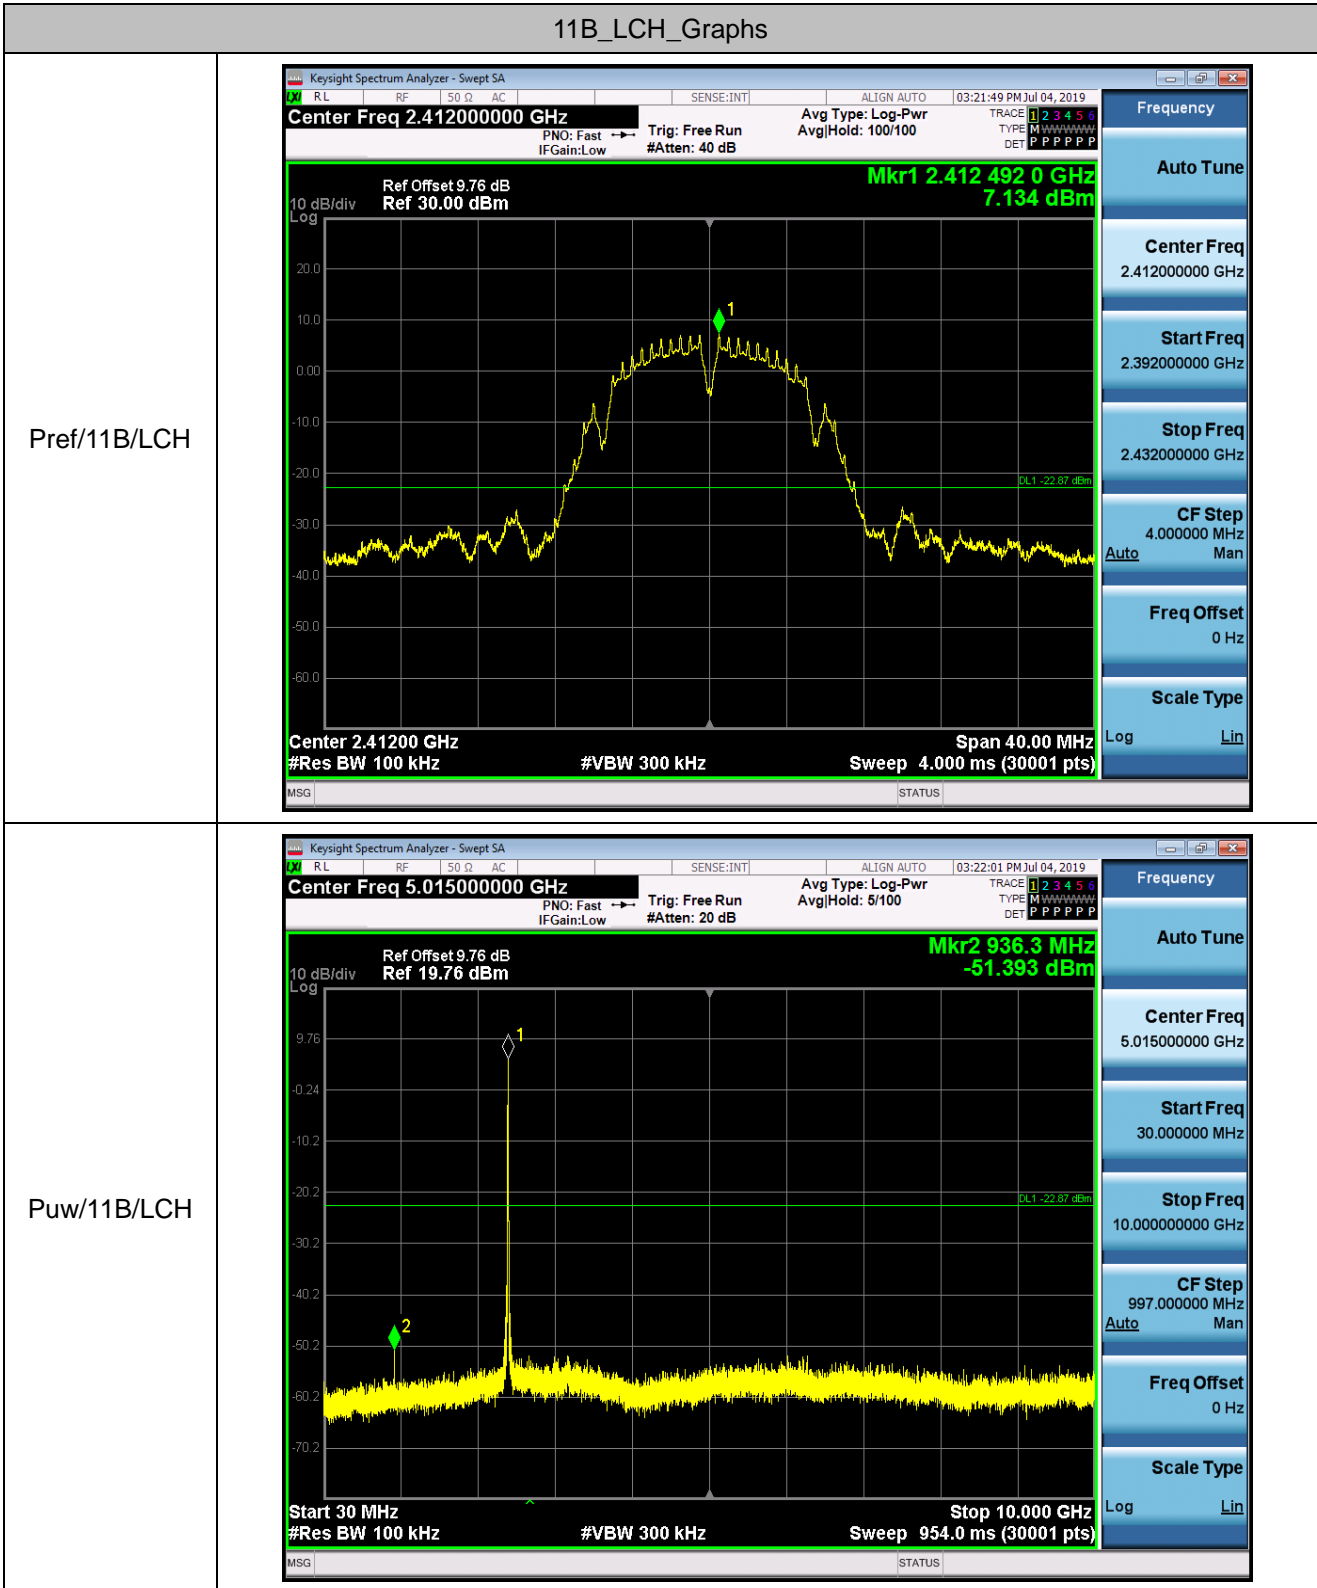 11B_LCH_Graphs
Pref/11B/LCH
Keysight Spectrum Analyzer - Swept SA
LXI RL RF 50 Ω AC SENSE:INT ALIGN AUTO 03:21:49 PM Jul 04, 2019
Center Freq 2.412000000 GHz
PNO: Fast
IFGain:Low
Trig: Free Run
#Atten: 40 dB
Avg Type: Log-Pwr
Avg|Hold: 100/100
TRACE 1 2 3 4 5 6
TYPE M WWWWW
DET P P P P P P
Ref Offset 9.76 dB
10 dB/div Ref 30.00 dBm
Log
Mkr1 2.412 492 0 GHz
7.134 dBm
20.0
10.0
0.00
-10.0
-20.0
-30.0
-40.0
-50.0
-60.0
1
DL1 -22.87 dBm
Center 2.41200 GHz Span 40.00 MHz
#Res BW 100 kHz #VBW 300 kHz Sweep 4.000 ms (30001 pts)
MSG STATUS
Frequency
Auto Tune
Center Freq
2.412000000 GHz
Start Freq
2.392000000 GHz
Stop Freq
2.432000000 GHz
CF Step
4.000000 MHz
Auto Man
Freq Offset
0 Hz
Scale Type
Log Lin
Puw/11B/LCH
Keysight Spectrum Analyzer - Swept SA
LXI RL RF 50 Ω AC SENSE:INT ALIGN AUTO 03:22:01 PM Jul 04, 2019
Center Freq 5.015000000 GHz
PNO: Fast
IFGain:Low
Trig: Free Run
#Atten: 20 dB
Avg Type: Log-Pwr
Avg|Hold: 5/100
TRACE 1 2 3 4 5 6
TYPE M WWWWW
DET P P P P P P
Ref Offset 9.76 dB
10 dB/div Ref 19.76 dBm
Log
Mkr2 936.3 MHz
-51.393 dBm
9.76
-0.24
-10.2
-20.2
-30.2
-40.2
-50.2
-60.2
-70.2
1
2
DL1 -22.87 dBm
Start 30 MHz Stop 10.000 GHz
#Res BW 100 kHz #VBW 300 kHz Sweep 954.0 ms (30001 pts)
MSG STATUS
Frequency
Auto Tune
Center Freq
5.015000000 GHz
Start Freq
30.000000 MHz
Stop Freq
10.000000000 GHz
CF Step
997.000000 MHz
Auto Man
Freq Offset
0 Hz
Scale Type
Log Lin